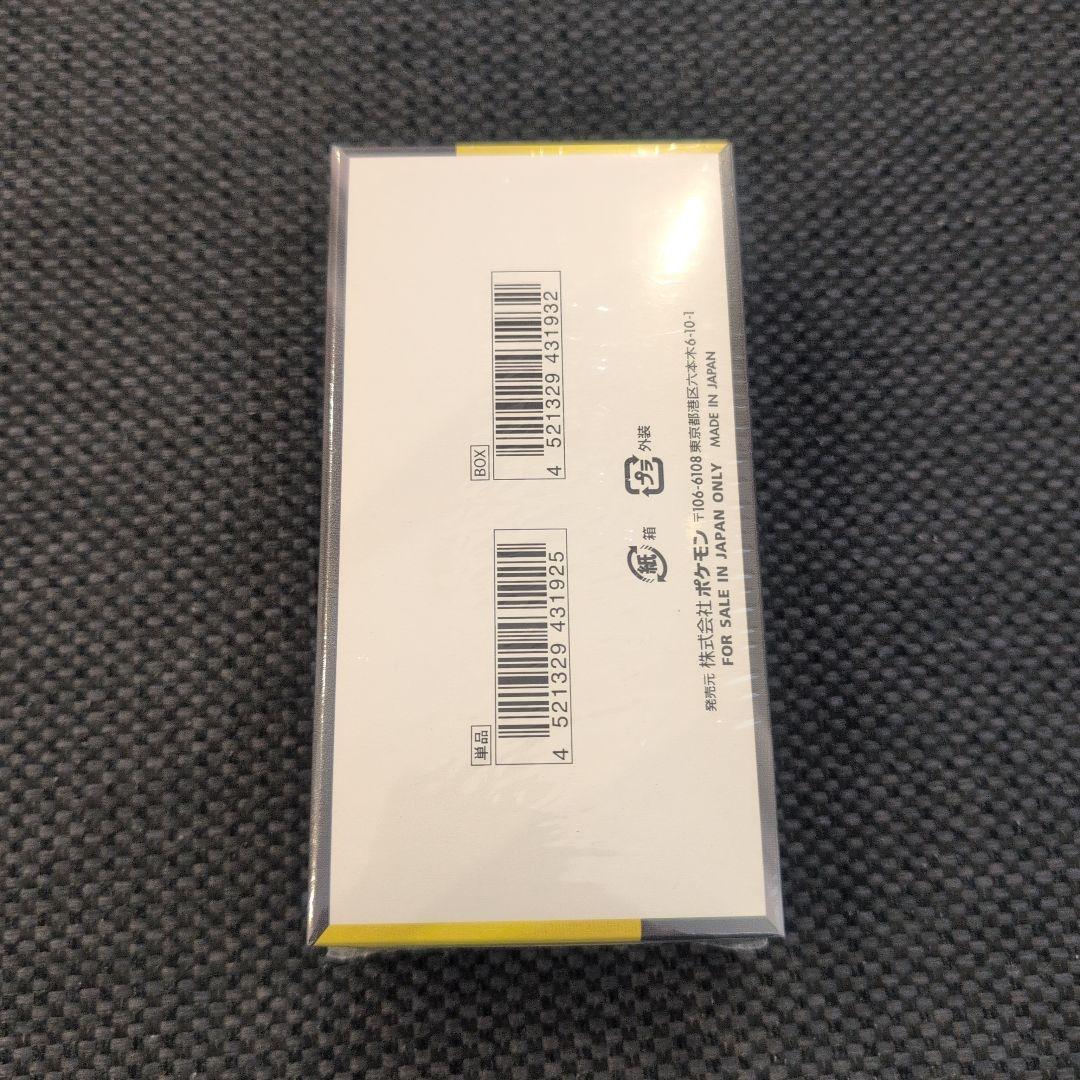 単品
4 521329 431925
BOX
4 521329 431932
紙 箱
プラ 外装
発売元 株式会社ポケモン 〒106-6108 東京都港区六本木6-10-1
FOR SALE IN JAPAN ONLY MADE IN JAPAN